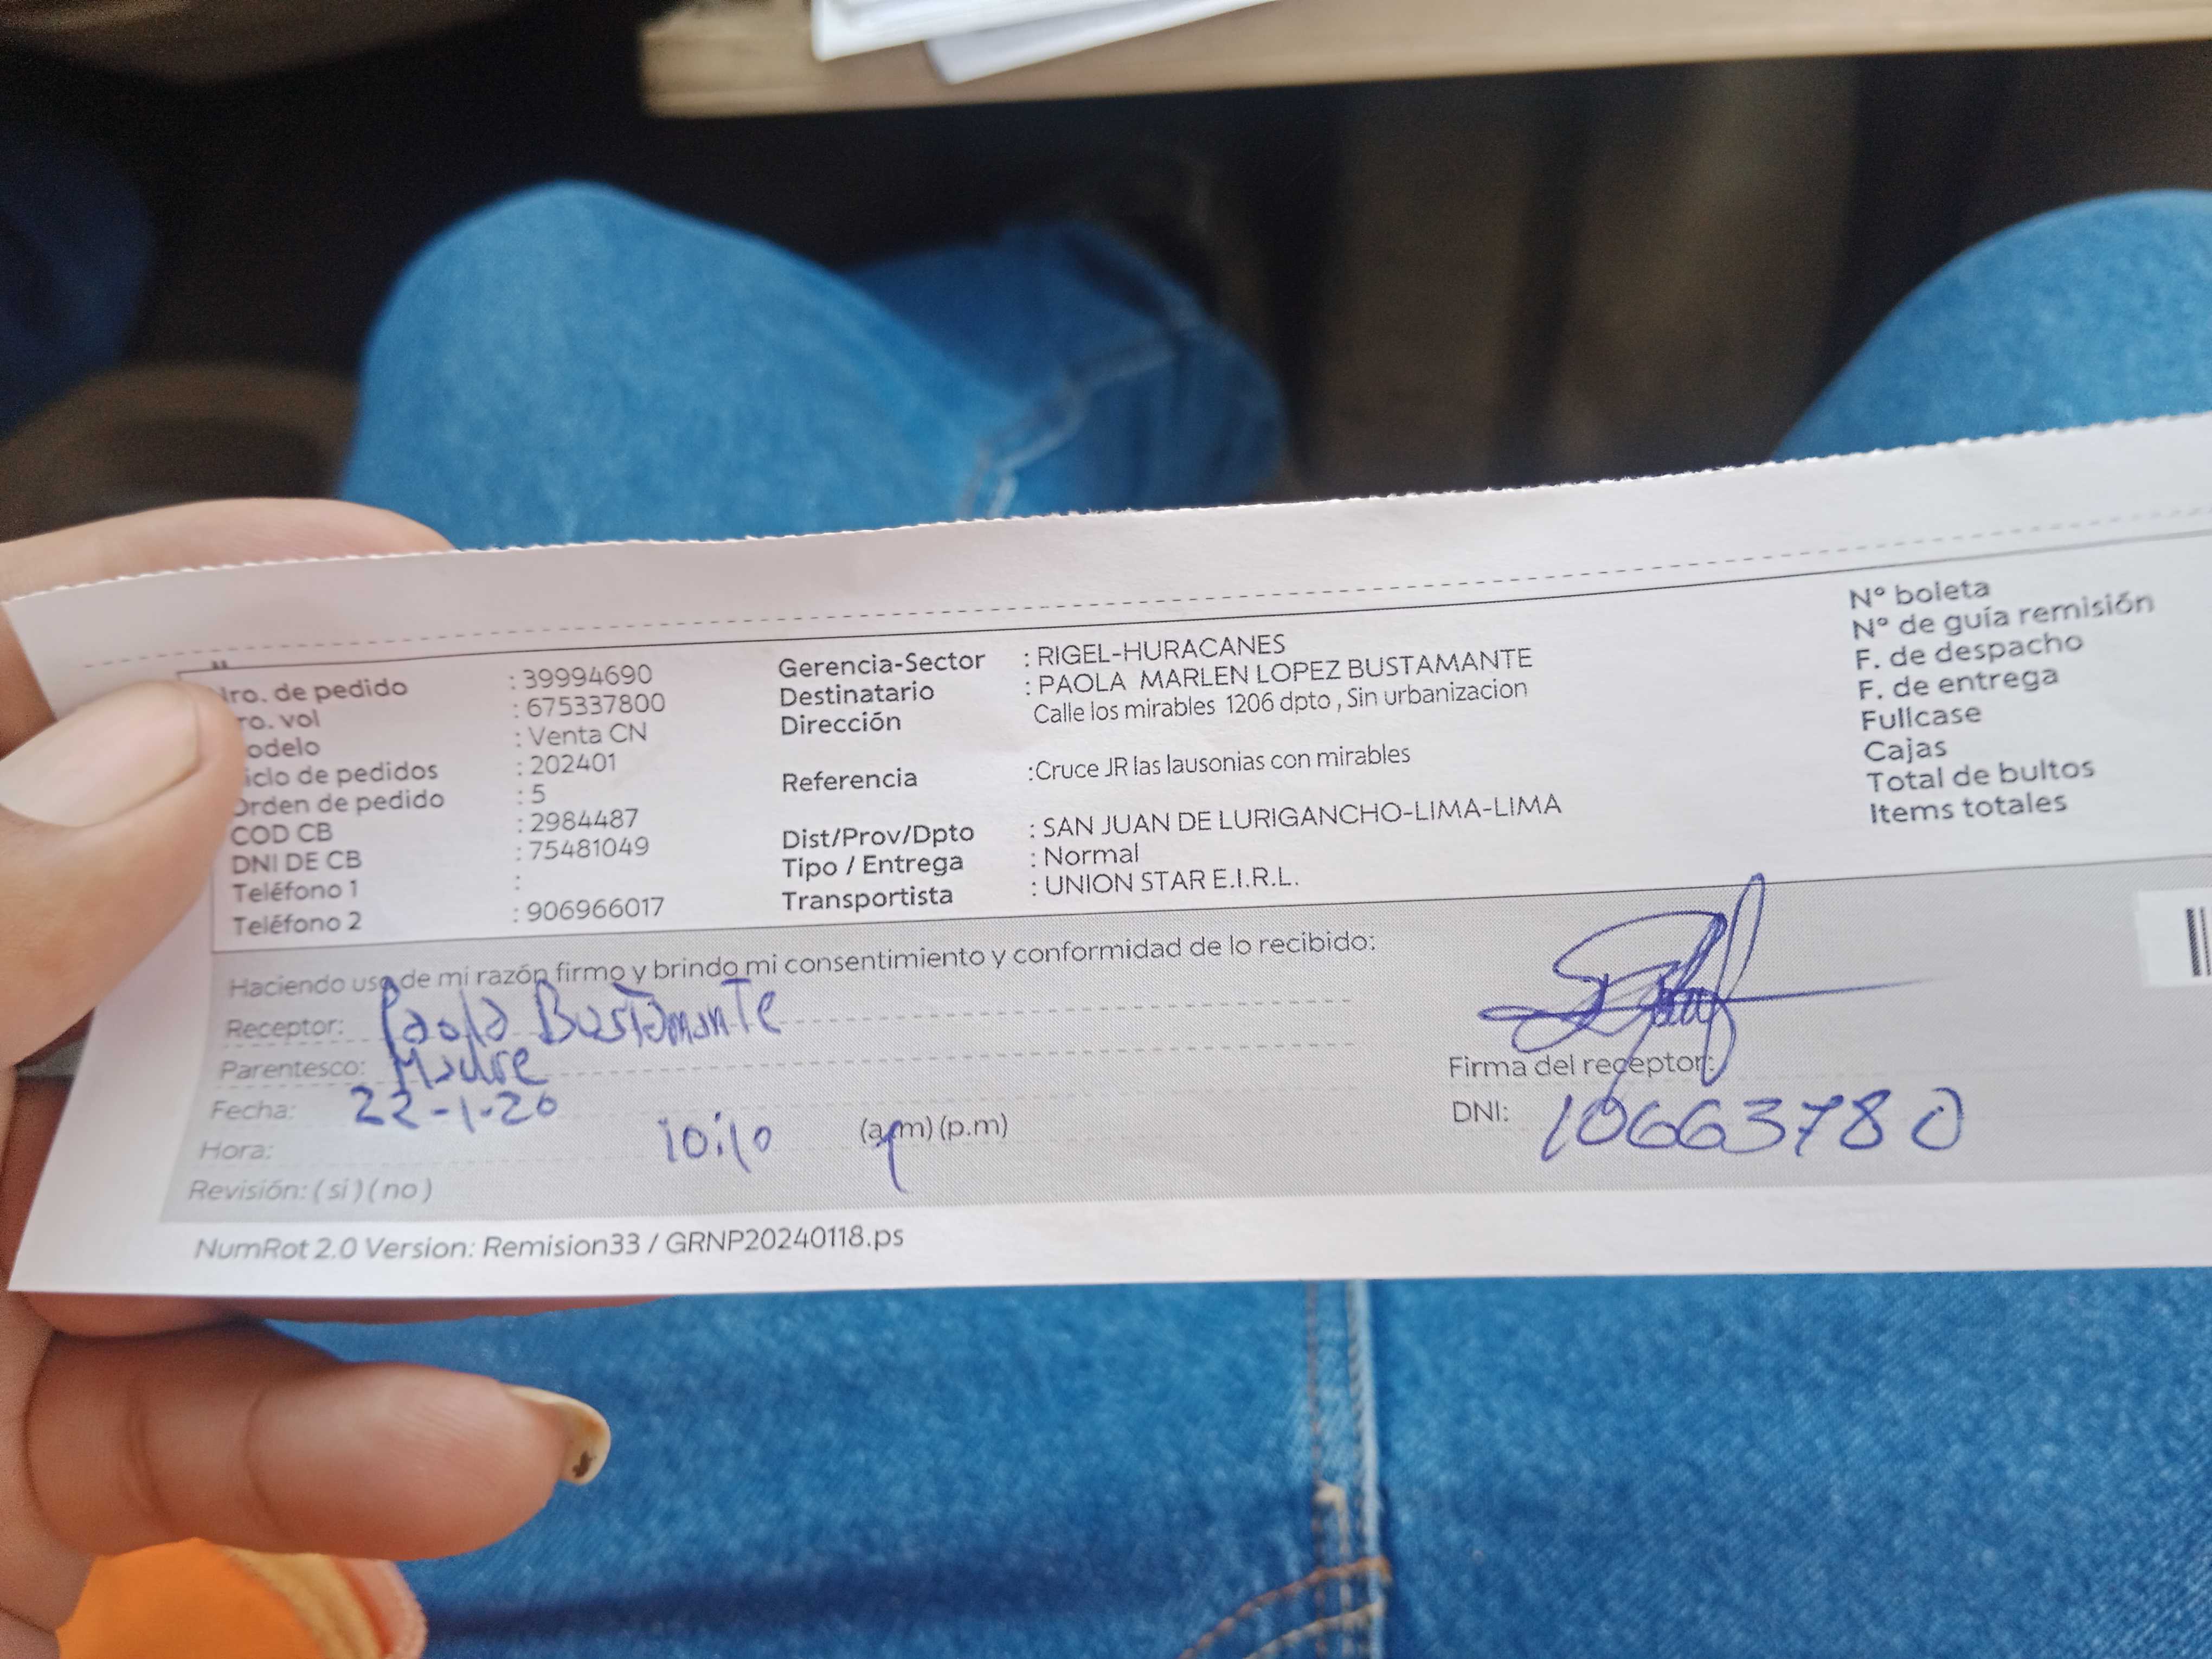 Nro. de pedido : 39994690
ro. vol : 675337800
odelo : Venta CN
iclo de pedidos : 202401
Orden de pedido : 5
COD CB : 2984487
DNI DE CB : 75481049
Teléfono 1 :
Teléfono 2 : 906966017
Gerencia-Sector : RIGEL-HURACANES
Destinatario : PAOLA MARLEN LOPEZ BUSTAMANTE
Dirección Calle los mirables 1206 dpto , Sin urbanizacion
Referencia :Cruce JR las lausonias con mirables
Dist/Prov/Dpto : SAN JUAN DE LURIGANCHO-LIMA-LIMA
Tipo / Entrega : Normal
Transportista : UNION STAR E.I.R.L.
N° boleta
N° de guía remisión
F. de despacho
F. de entrega
Fullcase
Cajas
Total de bultos
Items totales
Haciendo uso de mi razón firmo y brindo mi consentimiento y conformidad de lo recibido:
Receptor: Paola Bustamante
Parentesco: Madre
Fecha: 22-1-20
Hora: 10:10 (a.m) (p.m)
Revisión: ( si ) ( no )
Firma del receptor:
DNI: 10663780
NumRot 2.0 Version: Remision33 / GRNP20240118.ps